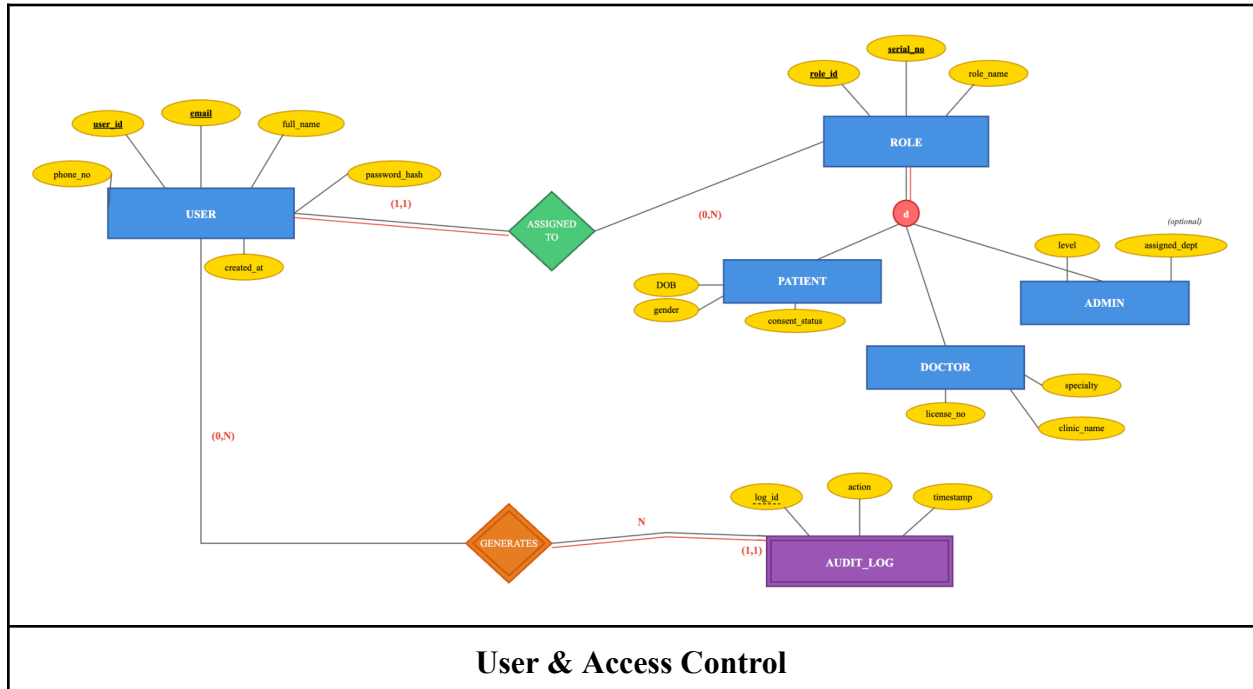 serial_no
role_id
role_name
ROLE
user_id
email
full_name
phone_no
password_hash
USER
(1,1)
ASSIGNED
TO
(0,N)
created_at
d
(optional)
level
assigned_dept
ADMIN
DOB
gender
PATIENT
consent_status
DOCTOR
specialty
license_no
clinic_name
(0,N)
log_id
action
timestamp
GENERATES
N
(1,1)
AUDIT_LOG
User & Access Control